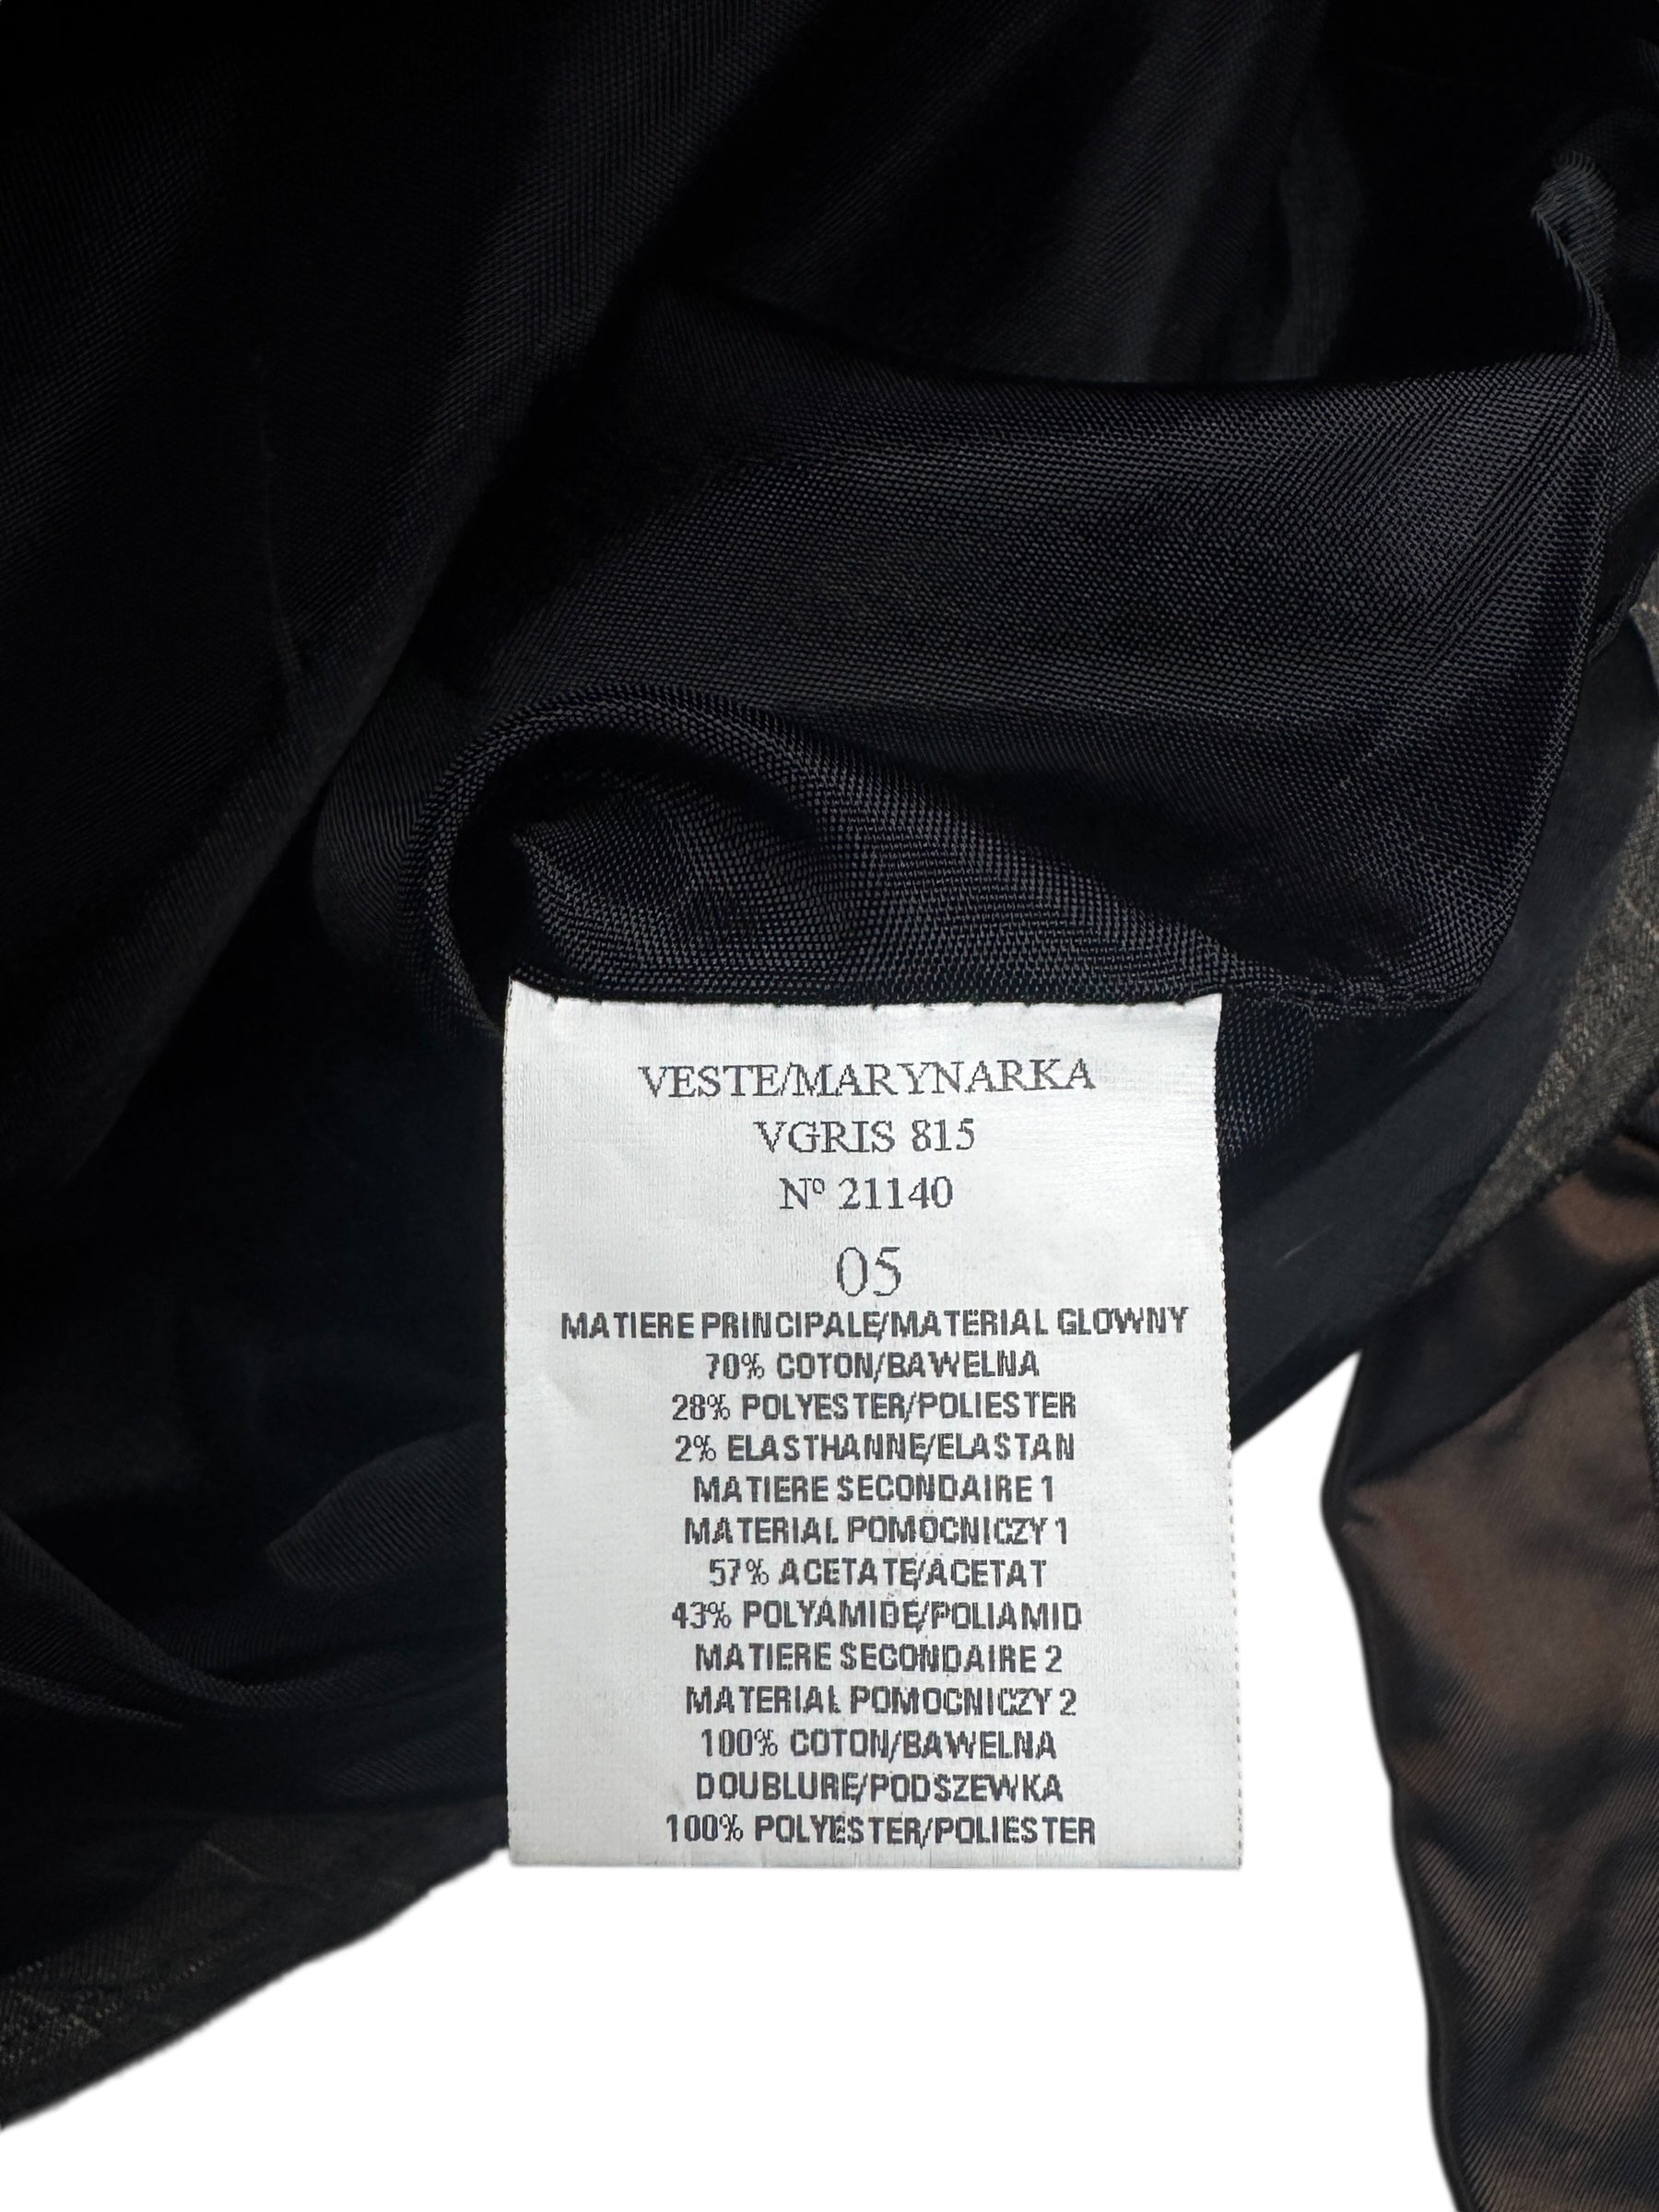 VESTE/MARYNARKA
VGRIS 815
Nº 21140
05
MATIERE PRINCIPALE/MATERIAL GLOWNY
70% COTON/BAWELNA
28% POLYESTER/POLIESTER
2% ELASTHANNE/ELASTAN
MATIERE SECONDAIRE 1
MATERIAL POMOCNICZY 1
57% ACETATE/ACETAT
43% POLYAMIDE/POLIAMID
MATIERE SECONDAIRE 2
MATERIAL POMOCNICZY 2
100% COTON/BAWELNA
DOUBLURE/PODSZEWKA
100% POLYESTER/POLIESTER